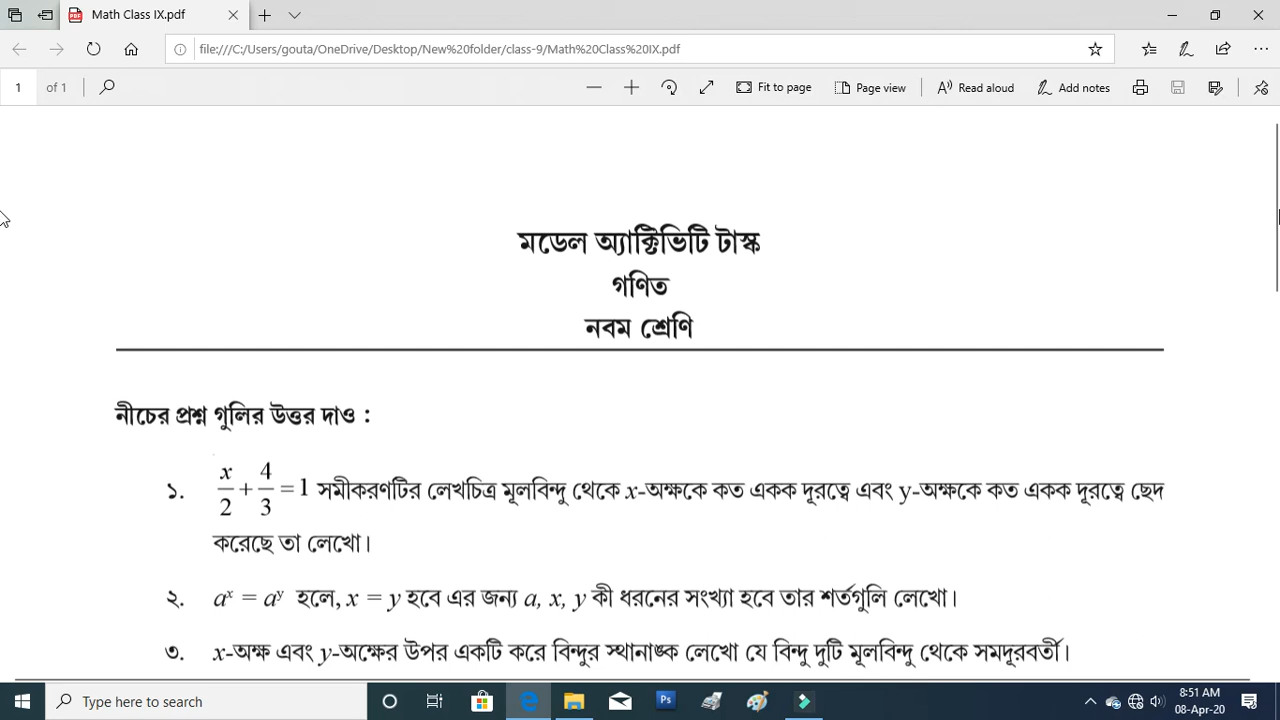 Math Class IX.pdf
file:///C:/Users/gouta/OneDrive/Desktop/New%20folder/class-9/Math%20Class%20IX.pdf
1 of 1 Fit to page Page view Read aloud Add notes
মডেল অ্যাক্টিভিটি টাস্ক
গণিত
নবম শ্রেণি
নীচের প্রশ্ন গুলির উত্তর দাও :
১. x/2 + 4/3 = 1 সমীকরণটির লেখচিত্র মূলবিন্দু থেকে x-অক্ষকে কত একক দূরত্বে এবং y-অক্ষকে কত একক দূরত্বে ছেদ
করেছে তা লেখো।
২. aˣ = aʸ হলে, x = y হবে এর জন্য a, x, y কী ধরনের সংখ্যা হবে তার শর্তগুলি লেখো।
৩. x-অক্ষ এবং y-অক্ষের উপর একটি করে বিন্দুর স্থানাঙ্ক লেখো যে বিন্দু দুটি মূলবিন্দু থেকে সমদূরবর্তী।
Type here to search Ps 8:51 AM
08-Apr-20